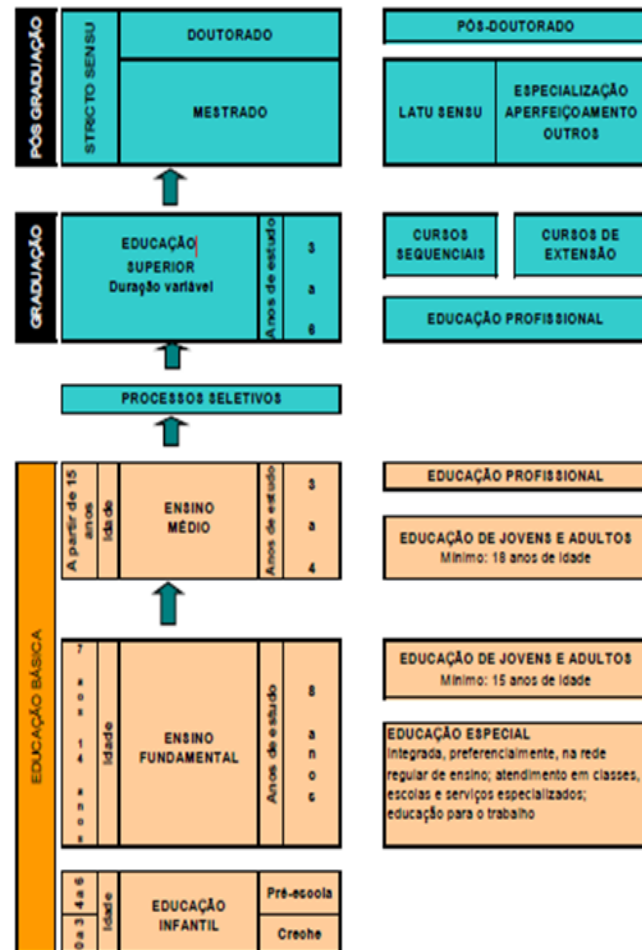 PÓS GRADUAÇÃO
STRICTO SENSU
DOUTORADO
MESTRADO
PÓS-DOUTORADO
LATU SENSU
ESPECIALIZAÇÃO
APERFEIÇOAMENTO
OUTROS
GRADUAÇÃO
EDUCAÇÃO
SUPERIOR
Duração variável
Anos de estudo
3
a
6
CURSOS
SEQUENCIAIS
CURSOS DE
EXTENSÃO
EDUCAÇÃO PROFISSIONAL
PROCESSOS SELETIVOS
EDUCAÇÃO BÁSICA
A partir de 15
anos
Idade
ENSINO
MÉDIO
Anos de estudo
3
a
4
EDUCAÇÃO PROFISSIONAL
EDUCAÇÃO DE JOVENS E ADULTOS
Mínimo: 18 anos de idade
7 aos 14 anos
Idade
ENSINO
FUNDAMENTAL
Anos de estudo
8
anos
EDUCAÇÃO DE JOVENS E ADULTOS
Mínimo: 15 anos de idade
EDUCAÇÃO ESPECIAL
Integrada, preferencialmente, na rede
regular de ensino; atendimento em classes,
escolas e serviços especializados;
educação para o trabalho
4 a 6
0 a 3
Idade
EDUCAÇÃO
INFANTIL
Pré-escola
Creche